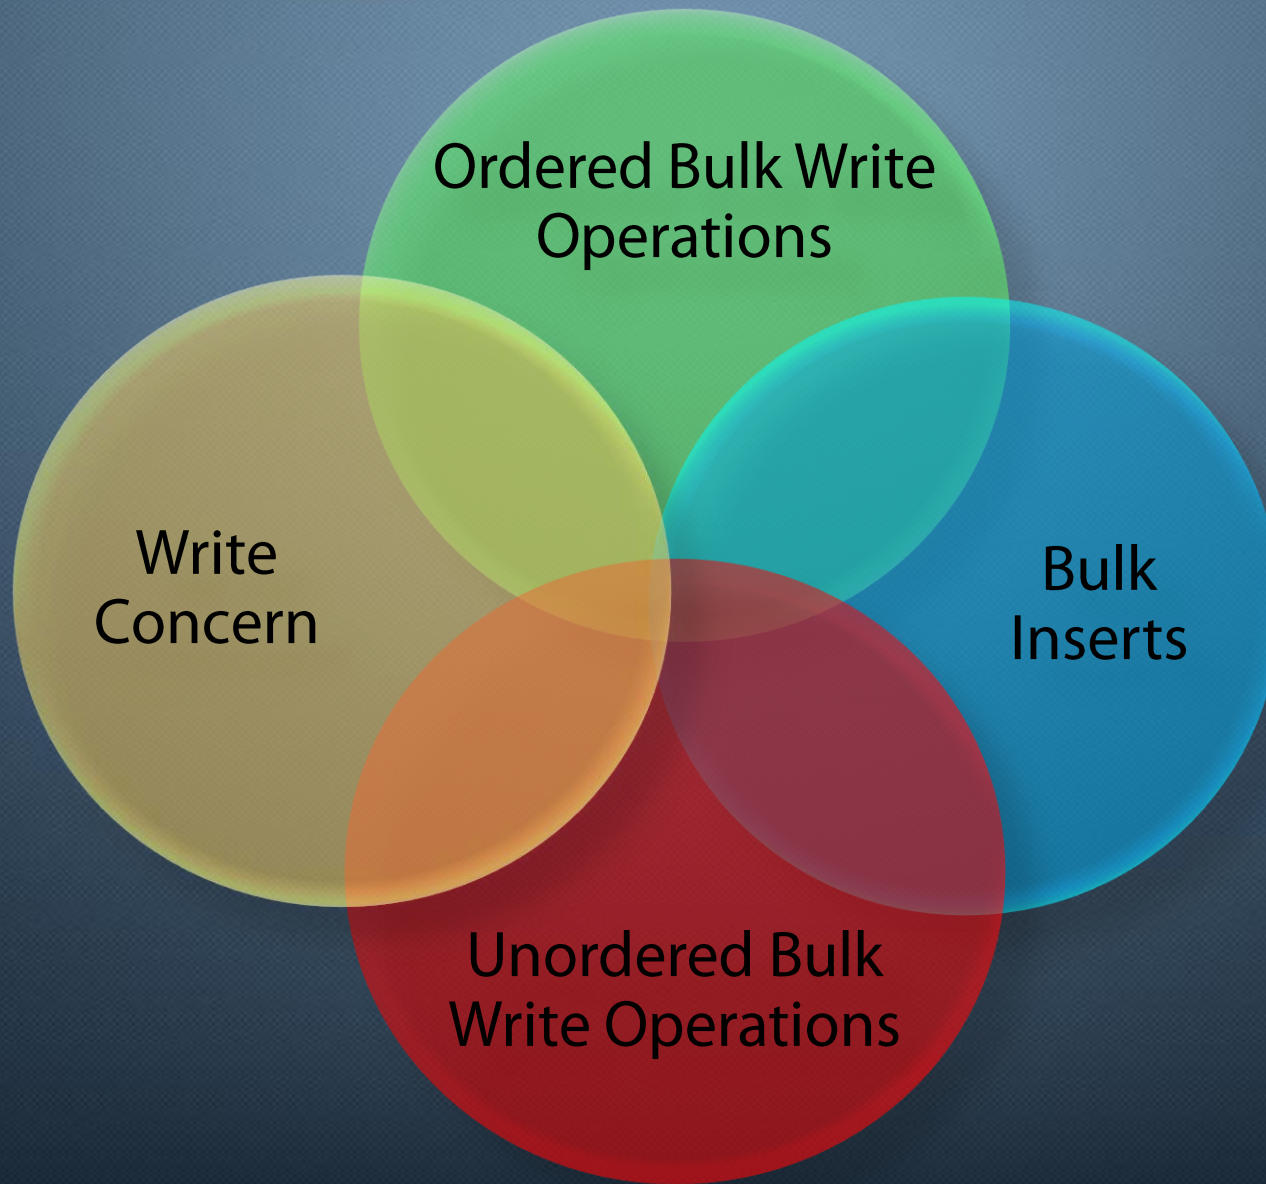 Ordered Bulk Write
Operations
Write
Concern
Bulk
Inserts
Unordered Bulk
Write Operations